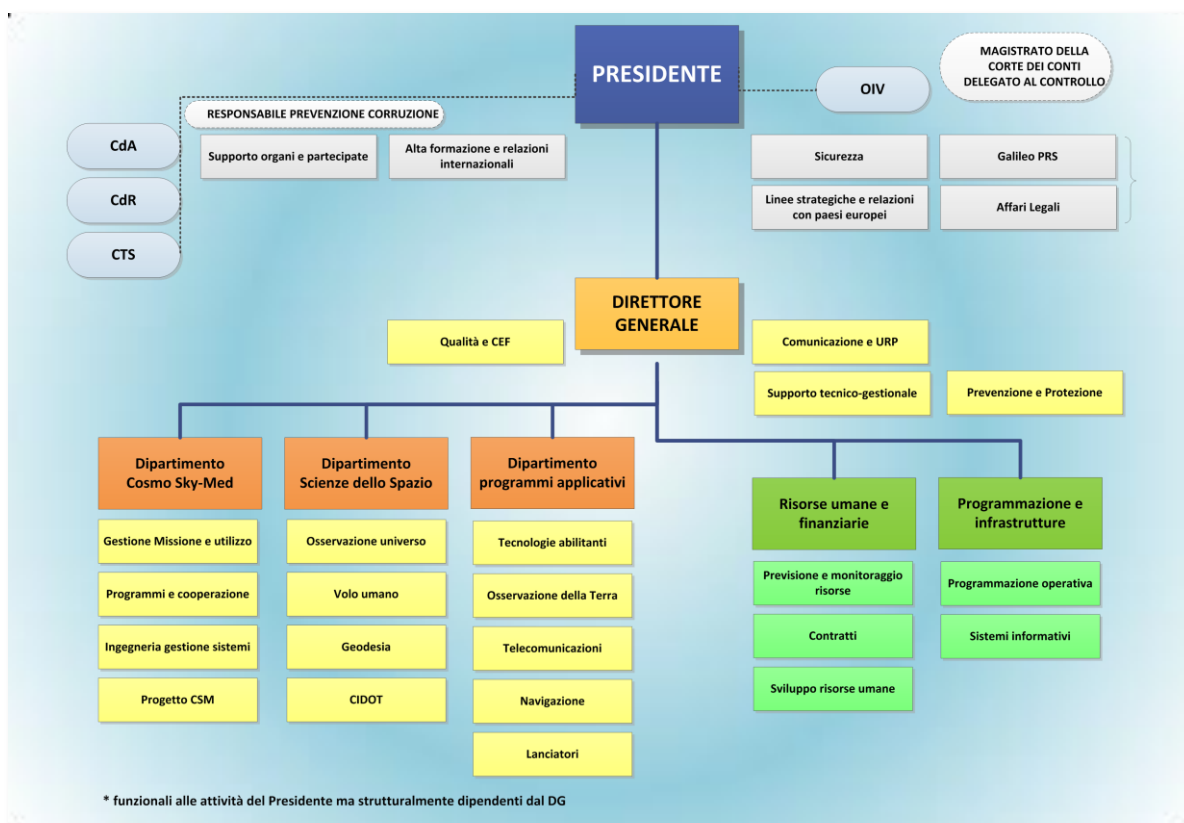 PRESIDENTE
MAGISTRATO DELLA
CORTE DEI CONTI
DELEGATO AL CONTROLLO
OIV
RESPONSABILE PREVENZIONE CORRUZIONE
CdA
CdR
CTS
Supporto organi e partecipate
Alta formazione e relazioni
internazionali
Sicurezza
Galileo PRS
Linee strategiche e relazioni
con paesi europei
Affari Legali
DIRETTORE
GENERALE
Qualità e CEF
Comunicazione e URP
Supporto tecnico-gestionale
Prevenzione e Protezione
Dipartimento
Cosmo Sky-Med
Gestione Missione e utilizzo
Programmi e cooperazione
Ingegneria gestione sistemi
Progetto CSM
Dipartimento
Scienze dello Spazio
Osservazione universo
Volo umano
Geodesia
CIDOT
Dipartimento
programmi applicativi
Tecnologie abilitanti
Osservazione della Terra
Telecomunicazioni
Navigazione
Lanciatori
Risorse umane e
finanziarie
Previsione e monitoraggio
risorse
Contratti
Sviluppo risorse umane
Programmazione e
infrastrutture
Programmazione operativa
Sistemi informativi
* funzionali alle attività del Presidente ma strutturalmente dipendenti dal DG